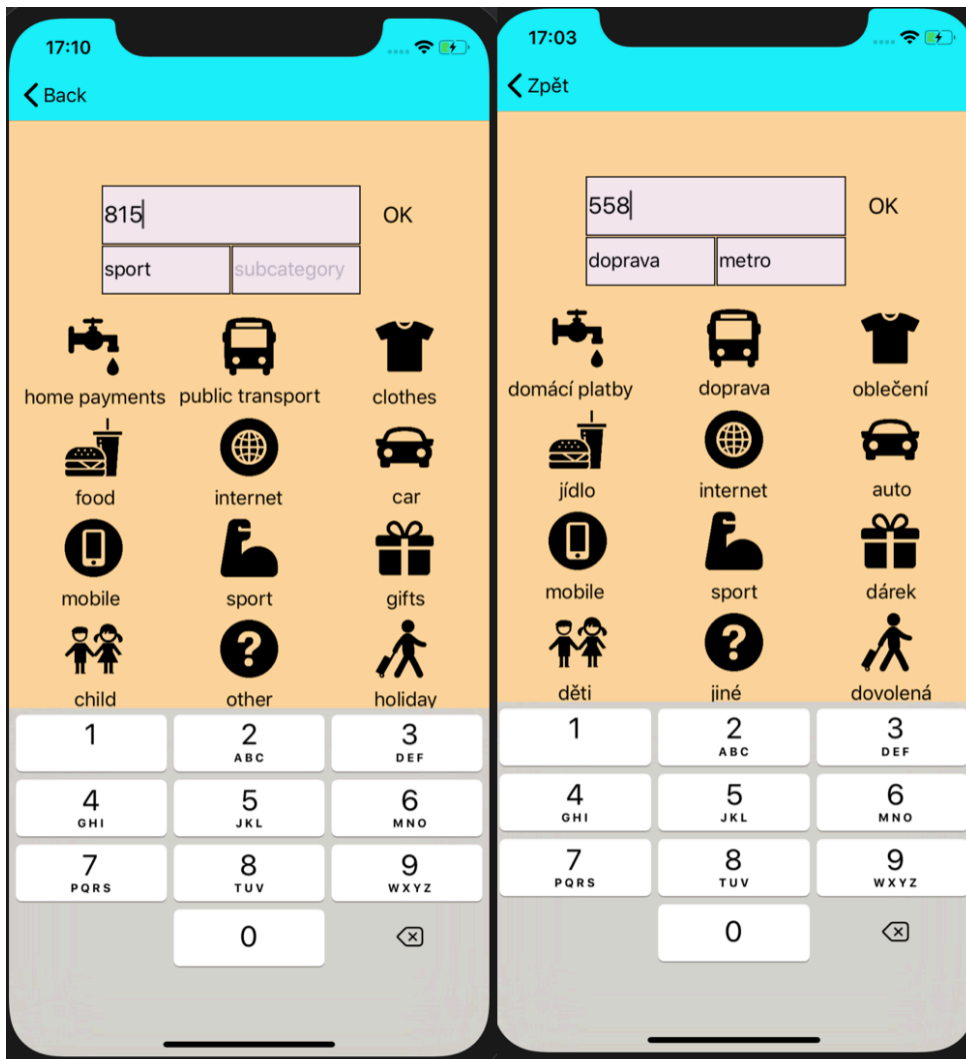 17:10
Back
815
OK
sport
subcategory
home payments
public transport
clothes
food
internet
car
mobile
sport
gifts
child
other
holiday
1
2
3
ABC
DEF
4
5
6
GHI
JKL
MNO
7
8
9
PQRS
TUV
WXYZ
0
17:03
Zpět
558
OK
doprava
metro
domácí platby
doprava
oblečení
jídlo
internet
auto
mobile
sport
dárek
děti
jiné
dovolená
1
2
3
ABC
DEF
4
5
6
GHI
JKL
MNO
7
8
9
PQRS
TUV
WXYZ
0